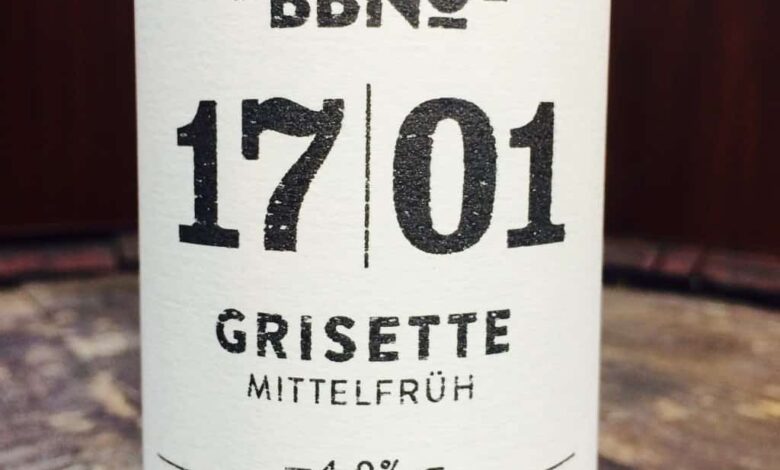 BBNº
17|01
GRISETTE
MITTELFRÜH